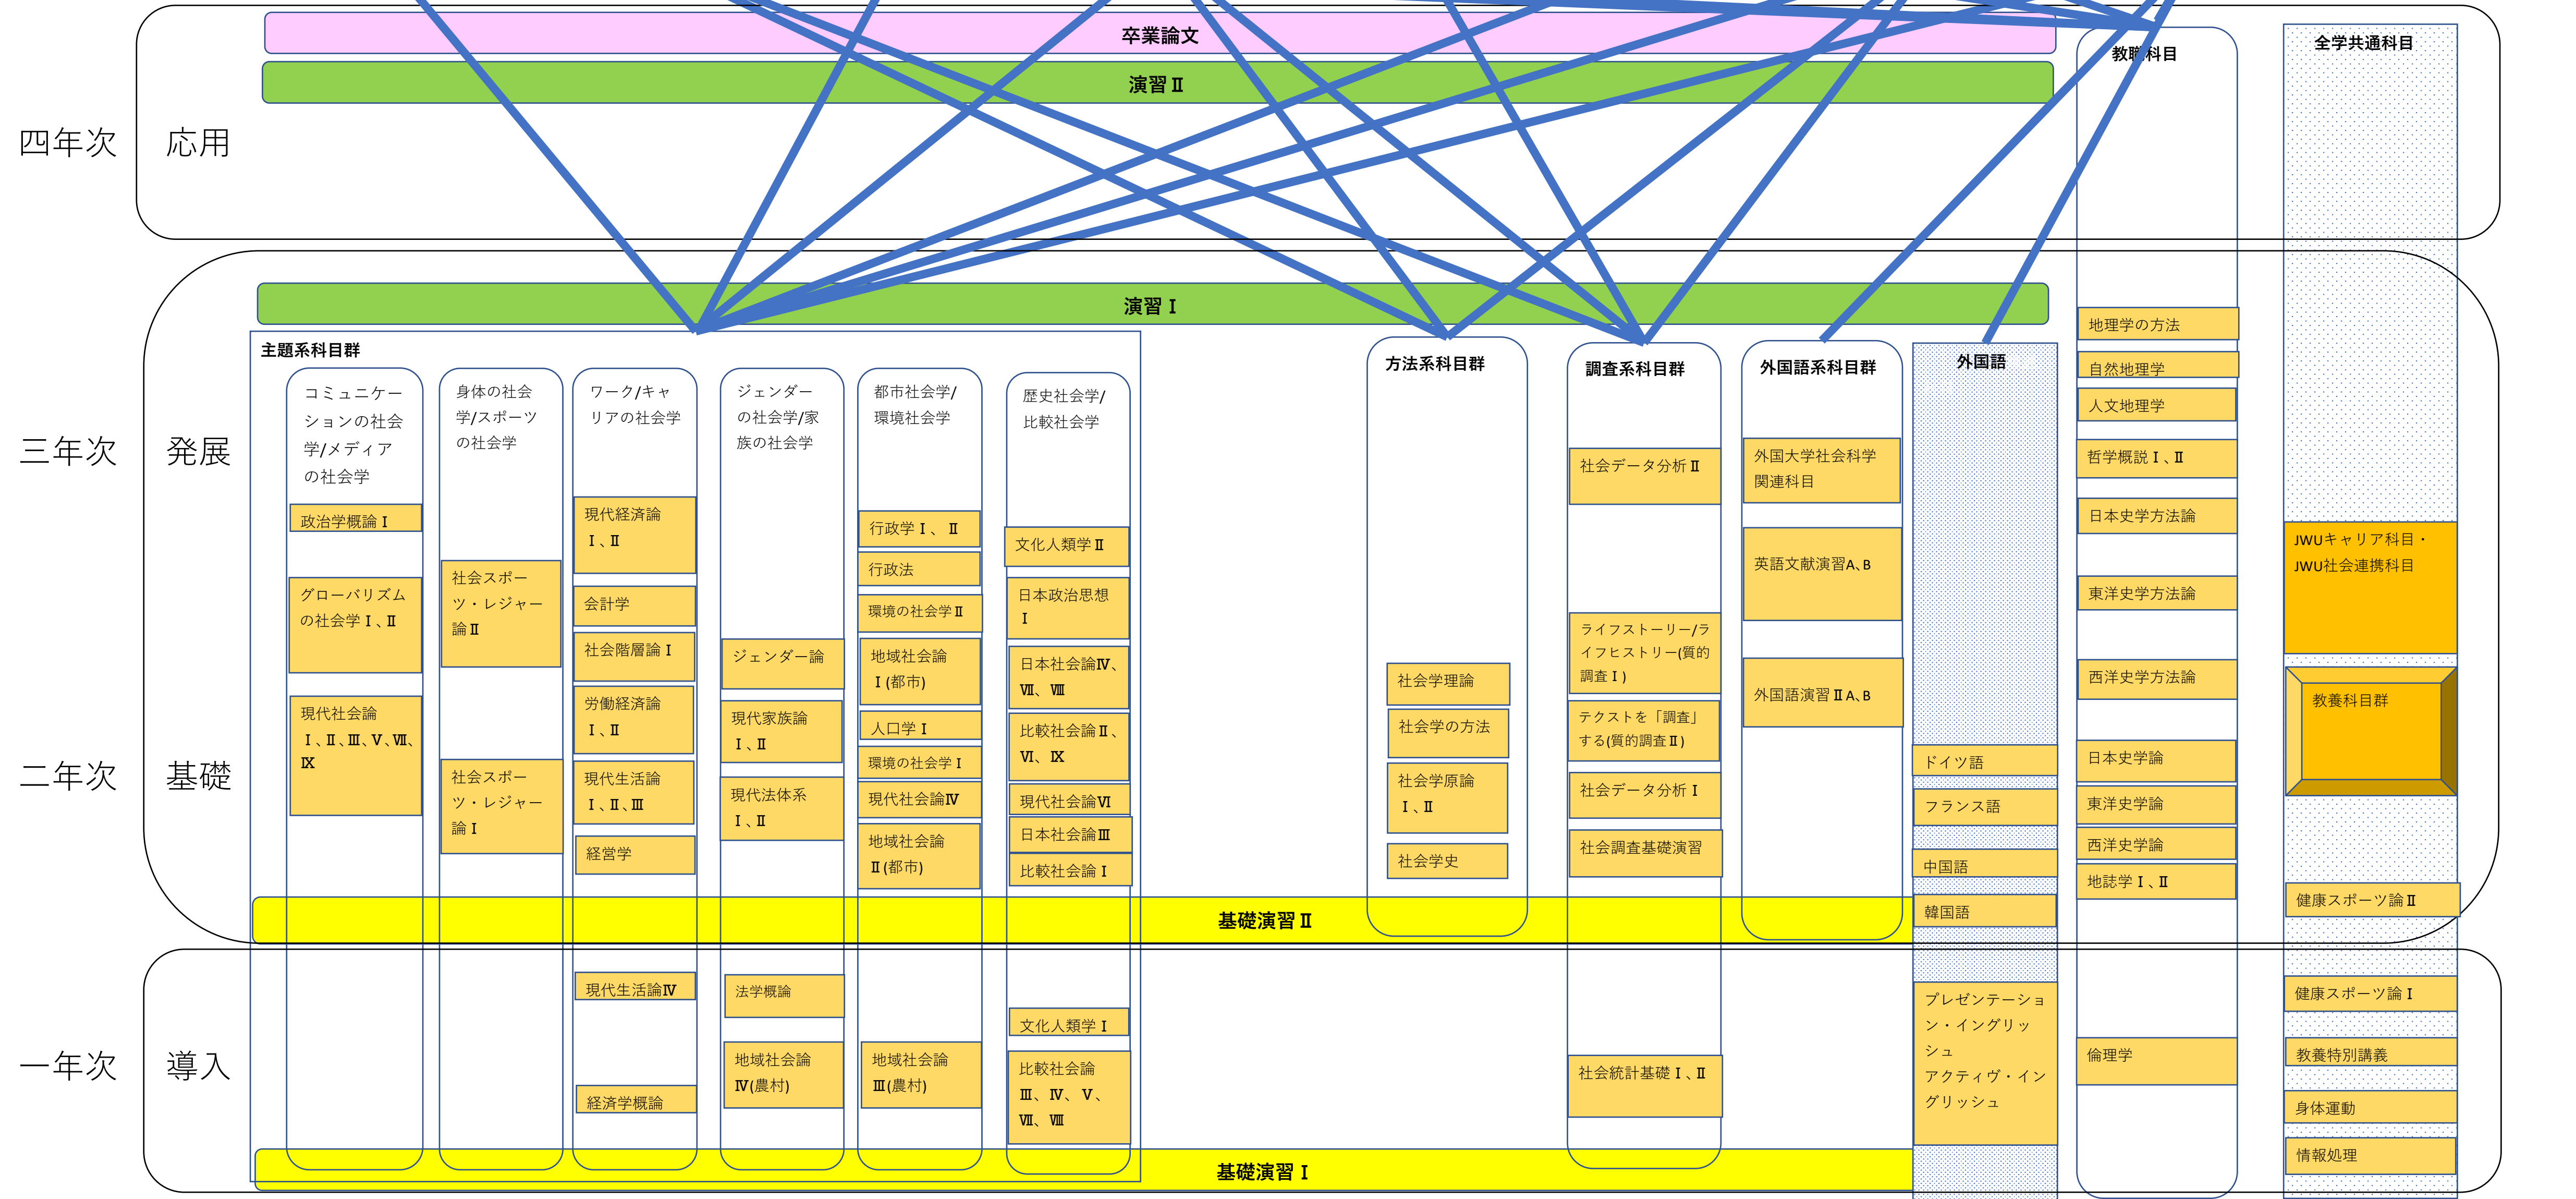 卒業論文
演習Ⅱ
教職科目
全学共通科目
四年次
応用
演習Ⅰ
三年次
発展
二年次
基礎
主題系科目群
コミュニケー
ションの社会
学/メディア
の社会学
政治学概論Ⅰ
グローバリズム
の社会学Ⅰ、Ⅱ
現代社会論
Ⅰ、Ⅱ、Ⅲ、Ⅴ、Ⅶ、
Ⅸ
身体の社会
学/スポーツ
の社会学
社会スポー
ツ・レジャー
論Ⅱ
社会スポー
ツ・レジャー
論Ⅰ
ワーク/キャ
リアの社会学
現代経済論
Ⅰ、Ⅱ
会計学
社会階層論Ⅰ
労働経済論
Ⅰ、Ⅱ
現代生活論
Ⅰ、Ⅱ、Ⅲ
経営学
ジェンダー
の社会学/家
族の社会学
ジェンダー論
現代家族論
Ⅰ、Ⅱ
現代法体系
Ⅰ、Ⅱ
都市社会学/
環境社会学
行政学Ⅰ、Ⅱ
行政法
環境の社会学Ⅱ
地域社会論
Ⅰ(都市)
人口学Ⅰ
環境の社会学Ⅰ
現代社会論Ⅳ
地域社会論
Ⅱ(都市)
歴史社会学/
比較社会学
文化人類学Ⅱ
日本政治思想
Ⅰ
日本社会論Ⅳ、
Ⅶ、Ⅷ
比較社会論Ⅱ、
Ⅵ、Ⅸ
現代社会論Ⅵ
日本社会論Ⅲ
比較社会論Ⅰ
方法系科目群
社会学理論
社会学の方法
社会学原論
Ⅰ、Ⅱ
社会学史
調査系科目群
社会データ分析Ⅱ
ライフストーリー/ラ
イフヒストリー(質的
調査Ⅰ)
テクストを「調査」
する(質的調査Ⅱ)
社会データ分析Ⅰ
社会調査基礎演習
外国語系科目群
外国大学社会科学
関連科目
英語文献演習A、B
外国語演習ⅡA、B
外国語
ドイツ語
フランス語
中国語
韓国語
地理学の方法
自然地理学
人文地理学
哲学概説Ⅰ、Ⅱ
日本史学方法論
東洋史学方法論
西洋史学方法論
日本史学論
東洋史学論
西洋史学論
地誌学Ⅰ、Ⅱ
JWUキャリア科目・
JWU社会連携科目
教養科目群
健康スポーツ論Ⅱ
基礎演習Ⅱ
一年次
導入
現代生活論Ⅳ
経済学概論
法学概論
地域社会論
Ⅳ(農村)
地域社会論
Ⅲ(農村)
文化人類学Ⅰ
比較社会論
Ⅲ、Ⅳ、Ⅴ、
Ⅶ、Ⅷ
社会統計基礎Ⅰ、Ⅱ
プレゼンテーショ
ン・イングリッ
シュ
アクティヴ・イン
グリッシュ
倫理学
健康スポーツ論Ⅰ
教養特別講義
身体運動
情報処理
基礎演習Ⅰ